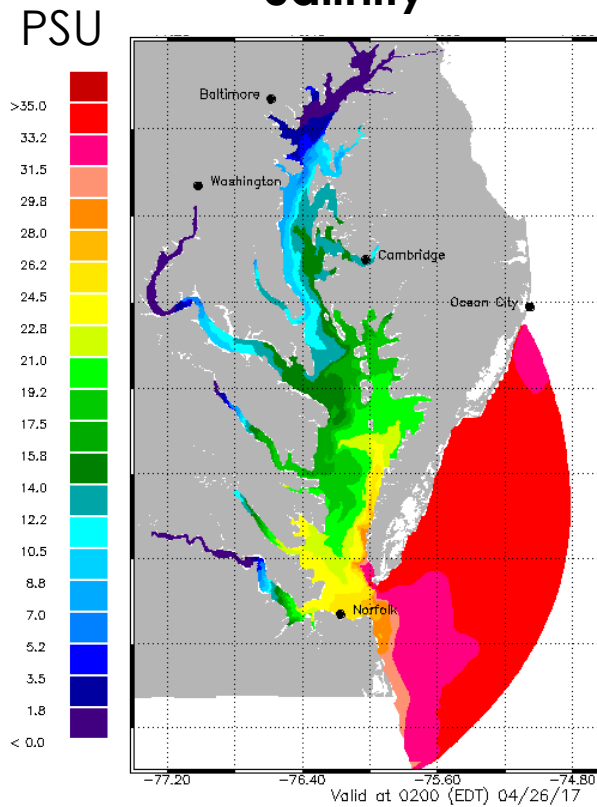 Salinity
PSU
>35.0
33.2
31.5
29.8
28.0
26.2
24.5
22.8
21.0
19.2
17.5
15.8
14.0
12.2
10.5
8.8
7.0
5.2
3.5
1.8
< 0.0
Baltimore
Washington
Cambridge
Ocean City
Norfolk
-77.20 -76.40 -75.60 -74.80
Valid at 0200 (EDT) 04/26/17